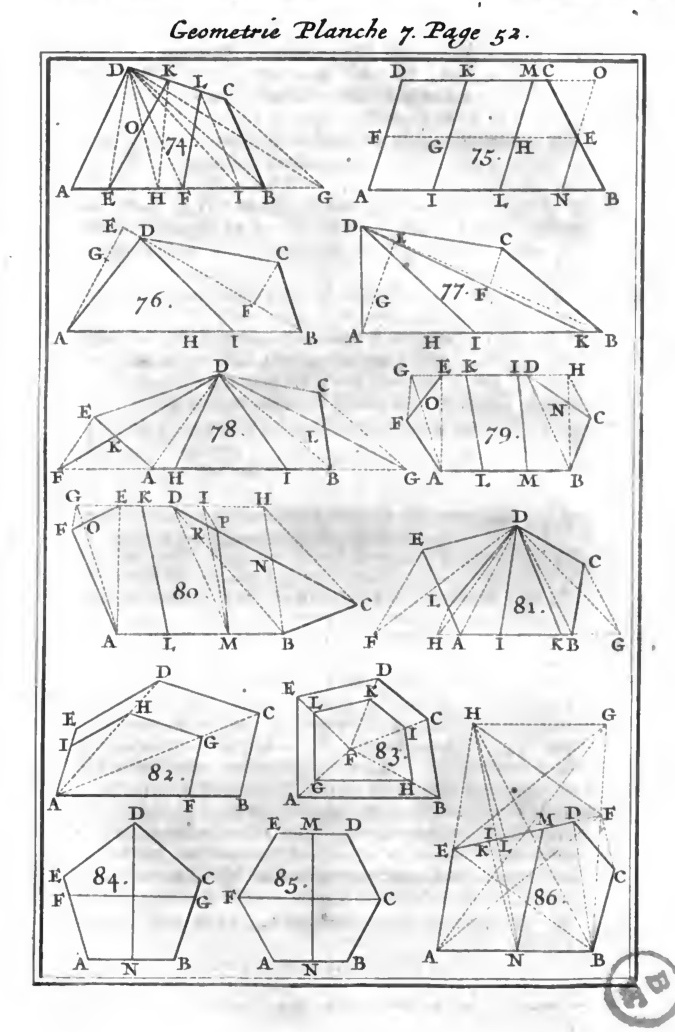 Geometrie Planche 7. Page 52.
D K L C
O 74
A E H F I B G
D K M C O
F G H E
75.
A I L N B
E D
G C
76. F
A H I B
D E C
G 77. F
A H I K B
D
E C
K 78. L
F A H I B G
G E K I D H
F O N C
79.
A L M B
G E K D I H
F O R P
N
80 C
A L M B
D
E C
L 81.
F H A I K B G
D
E H C
I G
82.
A F B
D
E L K C
I
F 83.
G H
A B
H G
I M D F
E K L C
86.
A N B
D
E 84. C
F G
A N B
E M D
F 85. C
A N B